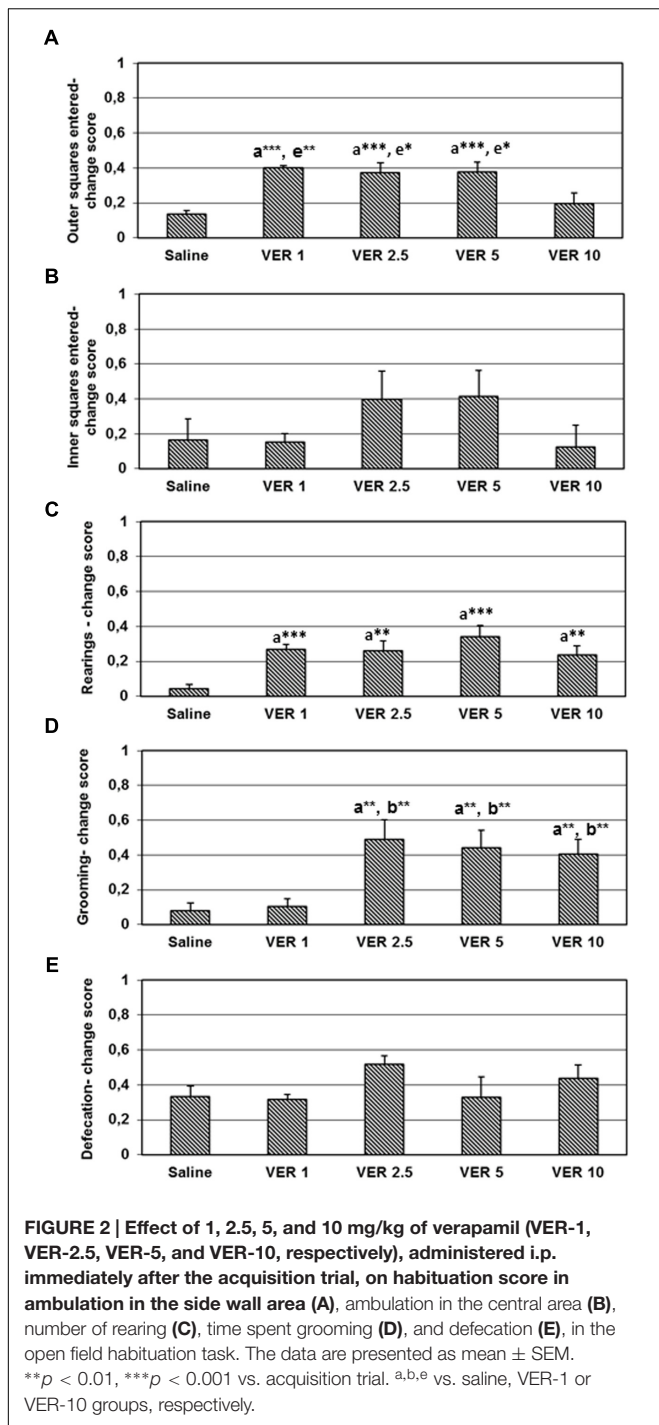 A
Outer squares entered-
change score
1
0,8
0,6
0,4
0,2
0
a***, e**
a***, e*
a***, e*
Saline VER 1 VER 2.5 VER 5 VER 10
B
Inner squares entered-
change score
1
0,8
0,6
0,4
0,2
0
Saline VER 1 VER 2.5 VER 5 VER 10
C
Rearings - change score
1
0,8
0,6
0,4
0,2
0
a***
a**
a***
a**
Saline VER 1 VER 2.5 VER 5 VER 10
D
Grooming- change score
1
0,8
0,6
0,4
0,2
0
a**, b**
a**, b**
a**, b**
Saline VER 1 VER 2.5 VER 5 VER 10
E
Defecation- change score
1
0,8
0,6
0,4
0,2
0
Saline VER 1 VER 2.5 VER 5 VER 10
FIGURE 2 | Effect of 1, 2.5, 5, and 10 mg/kg of verapamil (VER-1,
VER-2.5, VER-5, and VER-10, respectively), administered i.p.
immediately after the acquisition trial, on habituation score in
ambulation in the side wall area (A), ambulation in the central area (B),
number of rearing (C), time spent grooming (D), and defecation (E), in the
open field habituation task. The data are presented as mean ± SEM.
**p < 0.01, ***p < 0.001 vs. acquisition trial. a,b,e vs. saline, VER-1 or
VER-10 groups, respectively.